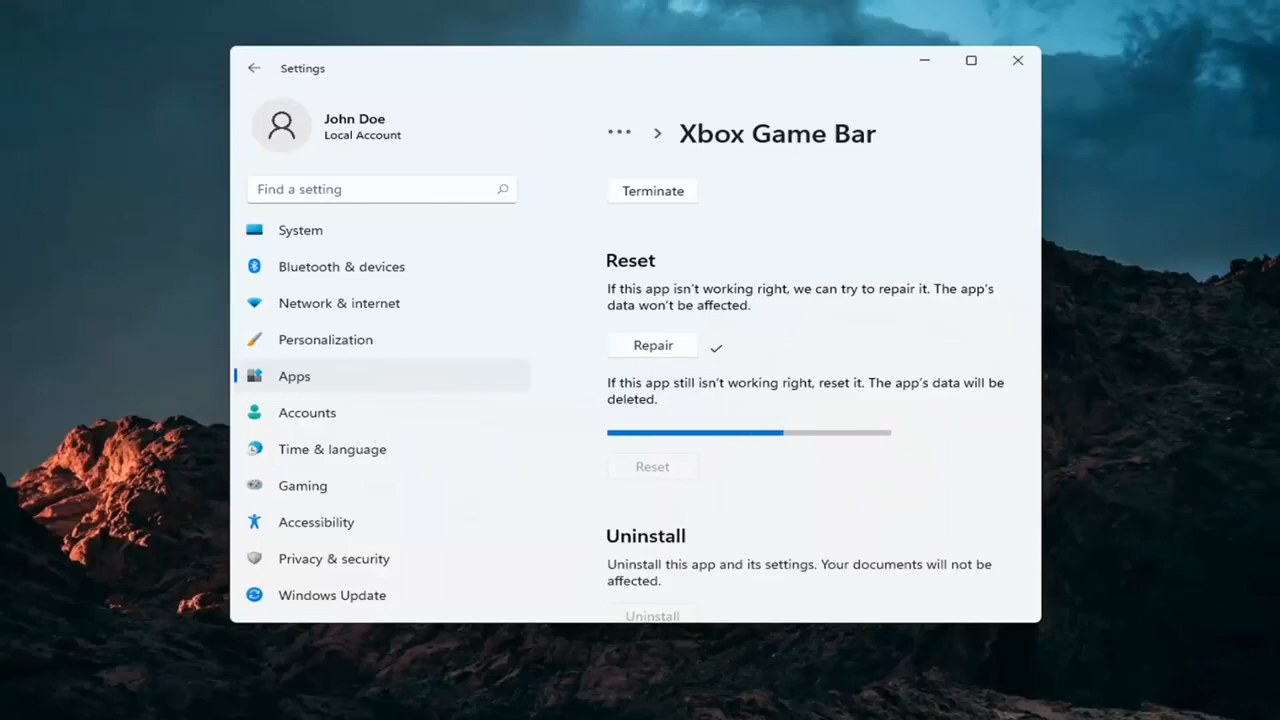 Settings
John Doe
Local Account
Find a setting
System
Bluetooth & devices
Network & internet
Personalization
Apps
Accounts
Time & language
Gaming
Accessibility
Privacy & security
Windows Update
··· > Xbox Game Bar
Terminate
Reset
If this app isn't working right, we can try to repair it. The app's
data won't be affected.
Repair
If this app still isn't working right, reset it. The app's data will be
deleted.
Reset
Uninstall
Uninstall this app and its settings. Your documents will not be
affected.
Uninstall